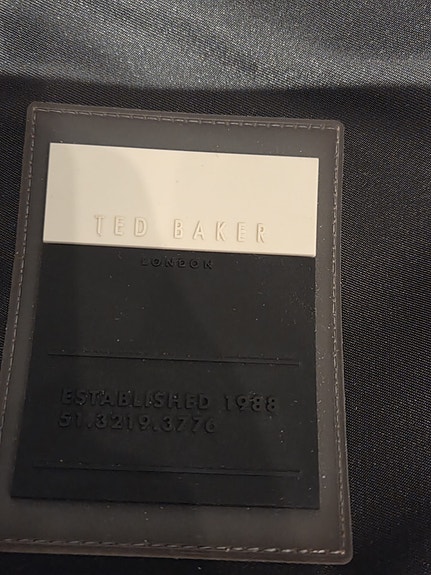 TED BAKER
LONDON
ESTABLISHED 1988
51.3219.3776